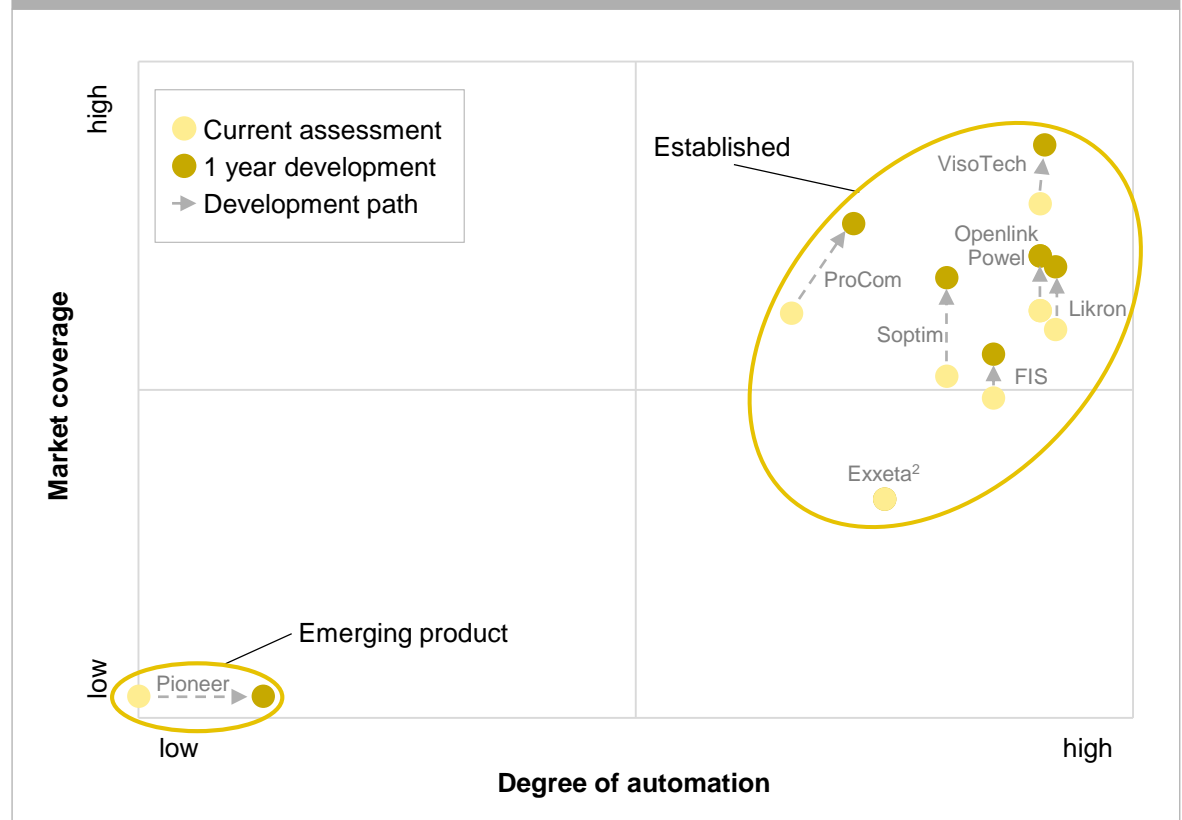 high
Current assessment
1 year development
Development path
Established
VisoTech
Openlink
Powel
ProCom
Likron
Soptim
FIS
Exxeta²
Market coverage
Emerging product
low
Pioneer
low
high
Degree of automation